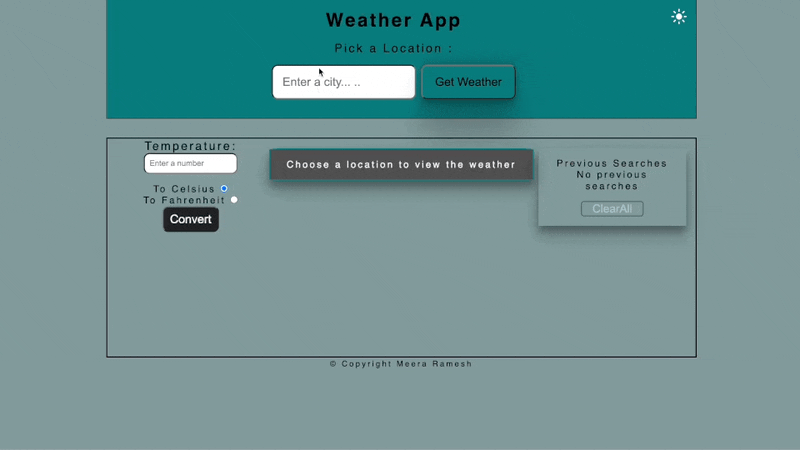 Weather App
Pick a Location :
Enter a city... ..
Get Weather
Temperature:
Enter a number
To Celsius
To Fahrenheit
Convert
Choose a location to view the weather
Previous Searches
No previous
searches
ClearAll
© Copyright Meera Ramesh